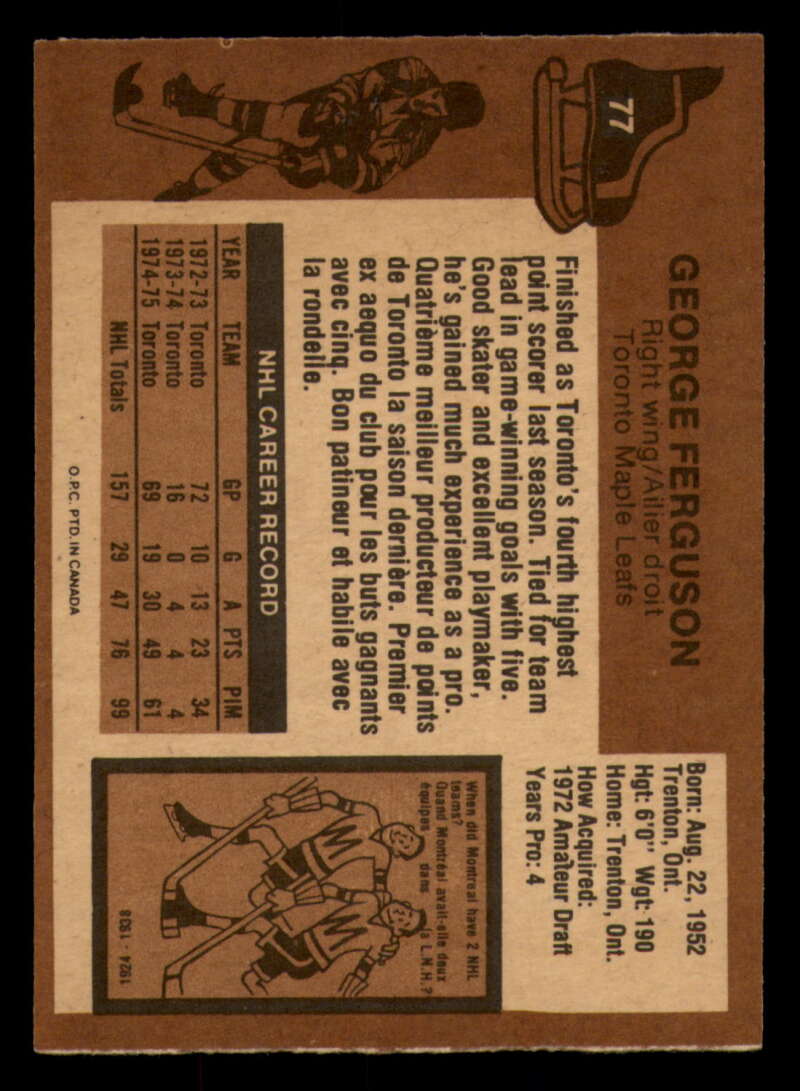 77
GEORGE FERGUSON
Right wing/Ailier droit
Toronto Maple Leafs
Born: Aug. 22, 1952
Trenton, Ont.
Hgt: 6'0" Wgt: 190
Home: Trenton, Ont.
How Acquired:
1972 Amateur Draft
Years Pro: 4
Finished as Toronto's fourth highest
point scorer last season. Tied for team
lead in game-winning goals with five.
Good skater and excellent playmaker,
he's gained much experience as a pro.
Quatrième meilleur producteur de points
de Toronto la saison dernière. Premier
ex aequo du club pour les buts gagnants
avec cinq. Bon patineur et habile avec
la rondelle.
NHL CAREER RECORD
YEAR TEAM GP G A PTS PIM
1972-73 Toronto 72 10 13 23 34
1973-74 Toronto 16 0 4 4 4
1974-75 Toronto 69 19 30 49 61
NHL Totals 157 29 47 76 99
When did Montreal have 2 NHL
teams?
Quand Montréal avait-elle deux
équipes dans la L.N.H.?
M
M
1924 - 1938
O.P.C. PTD. IN CANADA